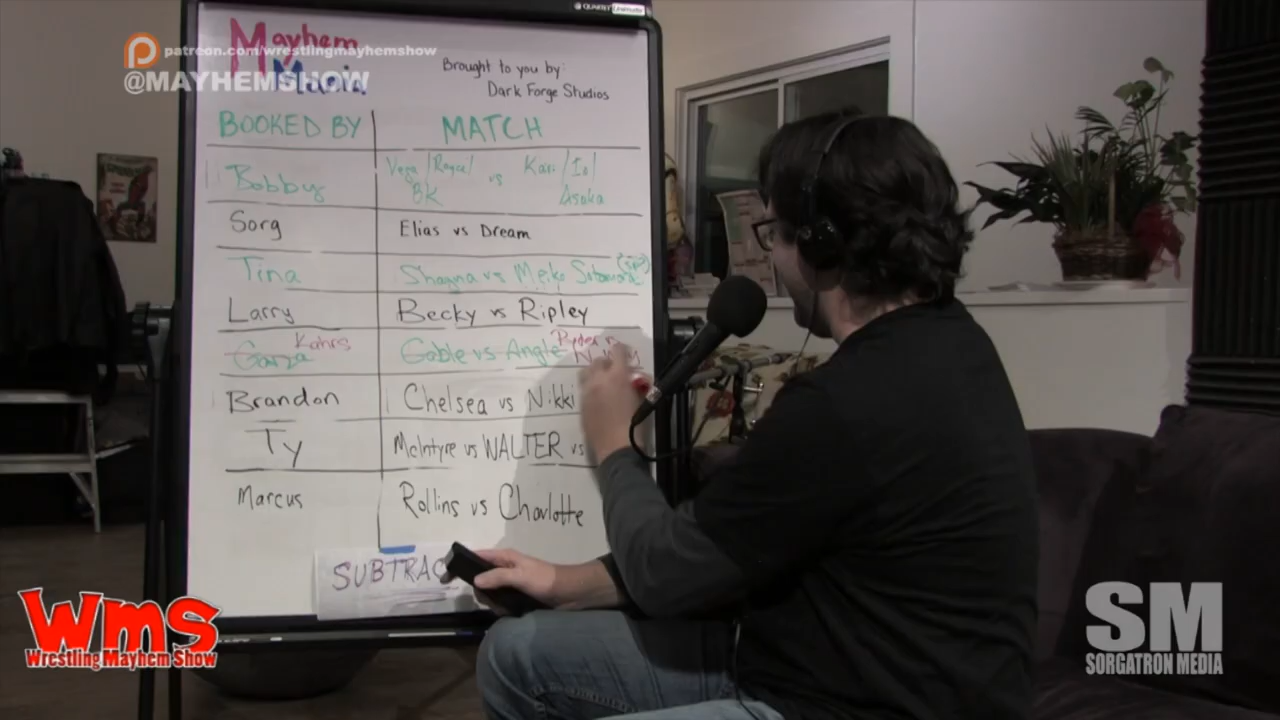 QUARTET
patreon.com/wrestlingmayhemshow
@MAYHEMSHOW
Mayhem
Mania
Brought to you by:
Dark Forge Studios
BOOKED BY MATCH
Bobby Vega/Royce/BK vs Kairi/Io/Asuka
Sorg Elias vs Dream
Tina Shayna vs Meiko
Larry Becky vs Ripley
Garza Kahrs Gable vs Angle Ryder
Brandon Chelsea vs Nikki
Ty McIntyre vs WALTER vs
Marcus Rollins vs Charlotte
SUBTRAC
WMS
Wrestling Mayhem Show
SM
SORGATRON MEDIA